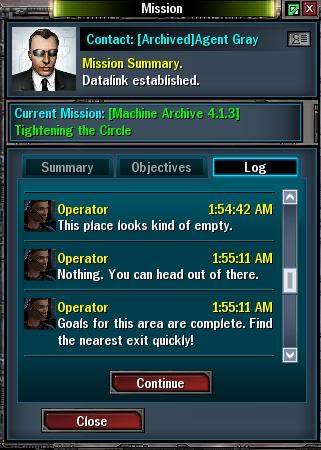 Mission
Contact: [Archived]Agent Gray
Mission Summary.
Datalink established.
Current Mission: [Machine Archive 4.1.3]
Tightening the Circle
Summary Objectives Log
Operator 1:54:42 AM
This place looks kind of empty.
Operator 1:55:11 AM
Nothing. You can head out of there.
Operator 1:55:11 AM
Goals for this area are complete. Find
the nearest exit quickly!
Continue
Close